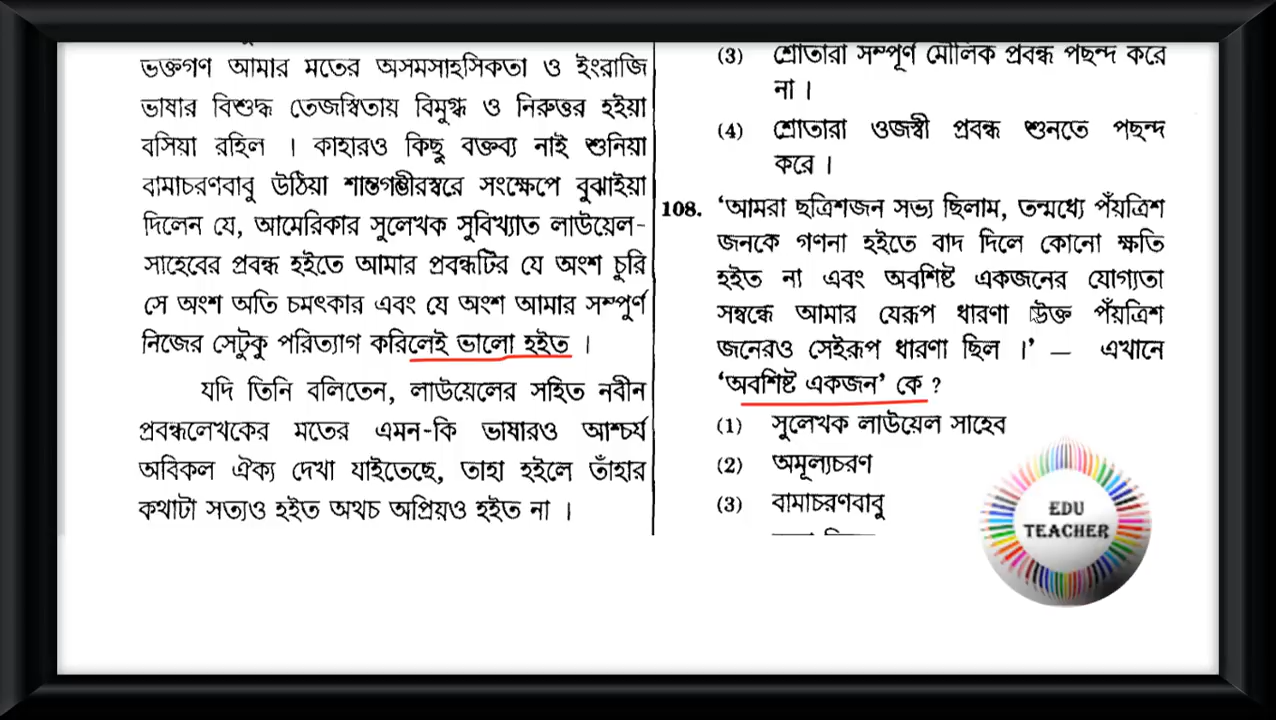 ভক্তগণ আমার মতের অসমসাহসিকতা ও ইংরাজি
ভাষার বিশুদ্ধ তেজস্বিতায় বিমুগ্ধ ও নিরুত্তর হইয়া
বসিয়া রহিল । কাহারও কিছু বক্তব্য নাই শুনিয়া
বামাচরণবাবু উঠিয়া শান্তগম্ভীরস্বরে সংক্ষেপে বুঝাইয়া
দিলেন যে, আমেরিকার সুলেখক সুবিখ্যাত লাউয়েল-
সাহেবের প্রবন্ধ হইতে আমার প্রবন্ধটির যে অংশ চুরি
সে অংশ অতি চমৎকার এবং যে অংশ আমার সম্পূর্ণ
নিজের সেটুকু পরিত্যাগ করিলেই ভালো হইত ।
যদি তিনি বলিতেন, লাউয়েলের সহিত নবীন
প্রবন্ধলেখকের মতের এমন-কি ভাষারও আশ্চর্য
অবিকল ঐক্য দেখা যাইতেছে, তাহা হইলে তাঁহার
কথাটা সত্যও হইত অথচ অপ্রিয়ও হইত না ।
(3) শ্রোতারা সম্পূর্ণ মৌলিক প্রবন্ধ পছন্দ করে
না ।
(4) শ্রোতারা ওজস্বী প্রবন্ধ শুনতে পছন্দ
করে ।
108. ‘আমরা ছত্রিশজন সভ্য ছিলাম, তন্মধ্যে পঁয়ত্রিশ
জনকে গণনা হইতে বাদ দিলে কোনো ক্ষতি
হইত না এবং অবশিষ্ট একজনের যোগ্যতা
সম্বন্ধে আমার যেরূপ ধারণা উক্ত পঁয়ত্রিশ
জনেরও সেইরূপ ধারণা ছিল ।’ — এখানে
‘অবশিষ্ট একজন’ কে ?
(1) সুলেখক লাউয়েল সাহেব
(2) অমূল্যচরণ
(3) বামাচরণবাবু
EDU
TEACHER